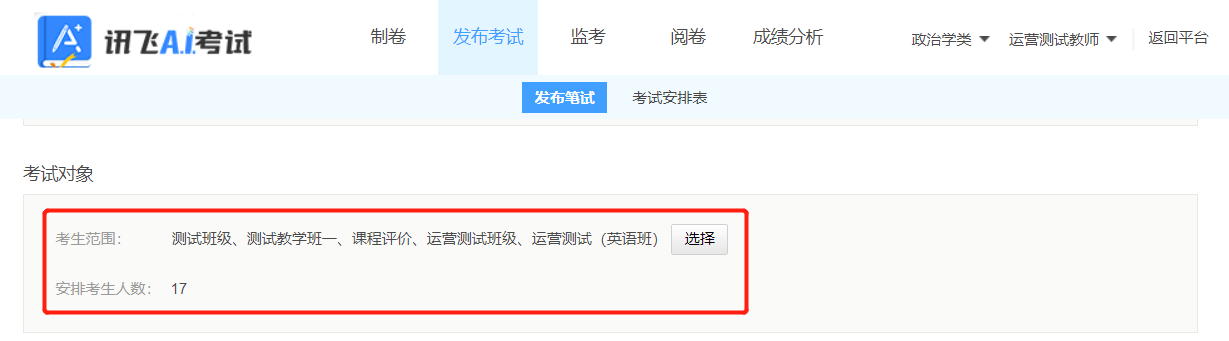 讯飞A.I.考试 制卷 发布考试 监考 阅卷 成绩分析 政治学类 运营测试教师 返回平台
发布笔试 考试安排表
考试对象
考生范围： 测试班级、测试教学班一、课程评价、运营测试班级、运营测试（英语班） 选择
安排考生人数： 17